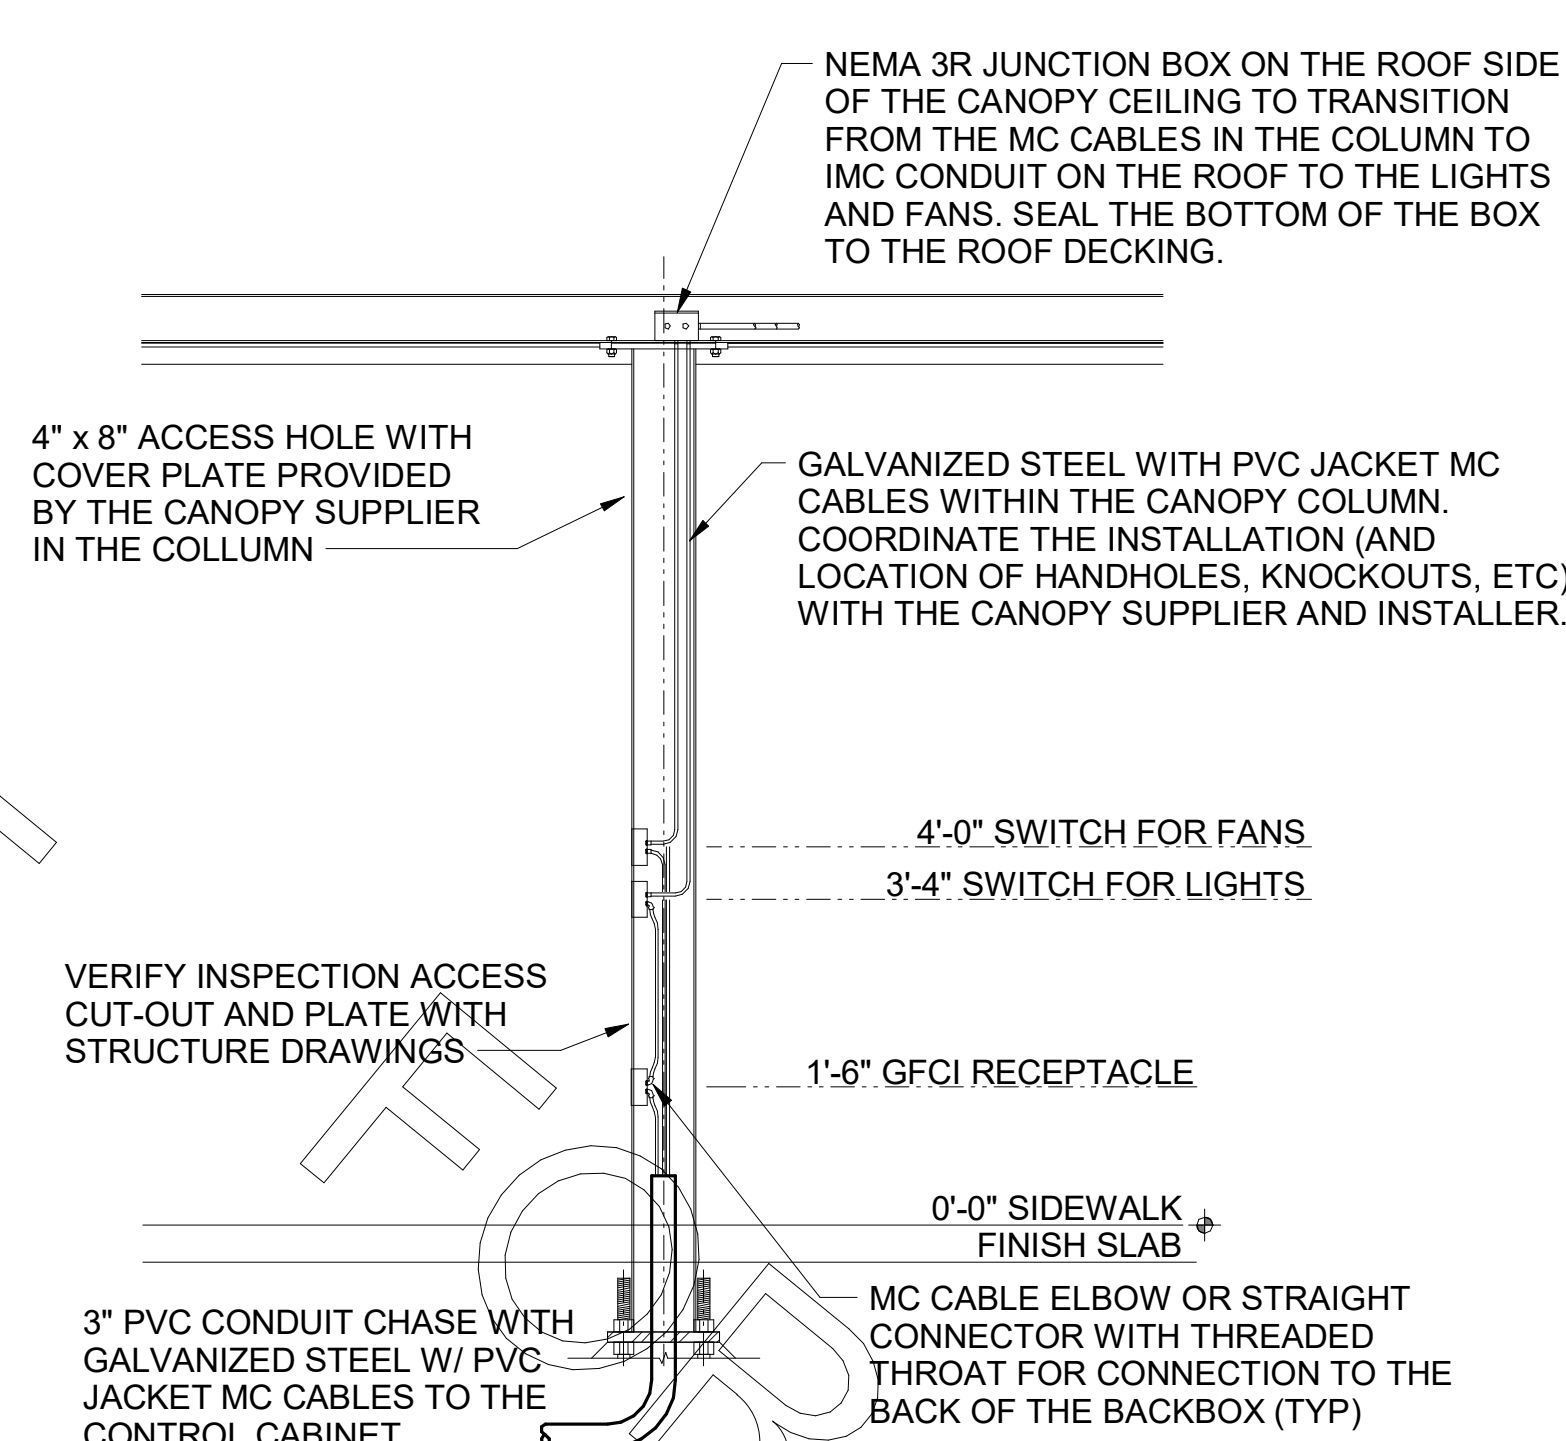 NEMA 3R JUNCTION BOX ON THE ROOF SIDE
OF THE CANOPY CEILING TO TRANSITION
FROM THE MC CABLES IN THE COLUMN TO
IMC CONDUIT ON THE ROOF TO THE LIGHTS
AND FANS. SEAL THE BOTTOM OF THE BOX
TO THE ROOF DECKING.
4" x 8" ACCESS HOLE WITH
COVER PLATE PROVIDED
BY THE CANOPY SUPPLIER
IN THE COLLUMN
GALVANIZED STEEL WITH PVC JACKET MC
CABLES WITHIN THE CANOPY COLUMN.
COORDINATE THE INSTALLATION (AND
LOCATION OF HANDHOLES, KNOCKOUTS, ETC)
WITH THE CANOPY SUPPLIER AND INSTALLER.
4'-0" SWITCH FOR FANS
3'-4" SWITCH FOR LIGHTS
VERIFY INSPECTION ACCESS
CUT-OUT AND PLATE WITH
STRUCTURE DRAWINGS
1'-6" GFCI RECEPTACLE
0'-0" SIDEWALK
FINISH SLAB
3" PVC CONDUIT CHASE WITH
GALVANIZED STEEL W/ PVC
JACKET MC CABLES TO THE
CONTROL CABINET
MC CABLE ELBOW OR STRAIGHT
CONNECTOR WITH THREADED
THROAT FOR CONNECTION TO THE
BACK OF THE BACKBOX (TYP)